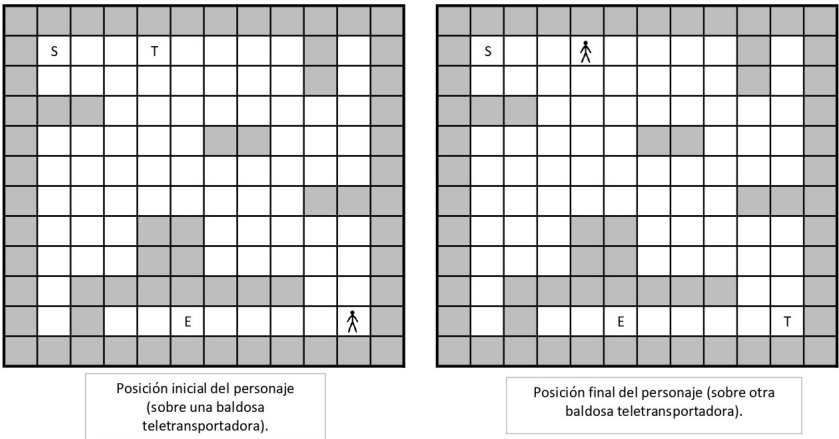 S T
E
Posición inicial del personaje
(sobre una baldosa
teletransportadora).
S
E T
Posición final del personaje (sobre otra
baldosa teletransportadora).